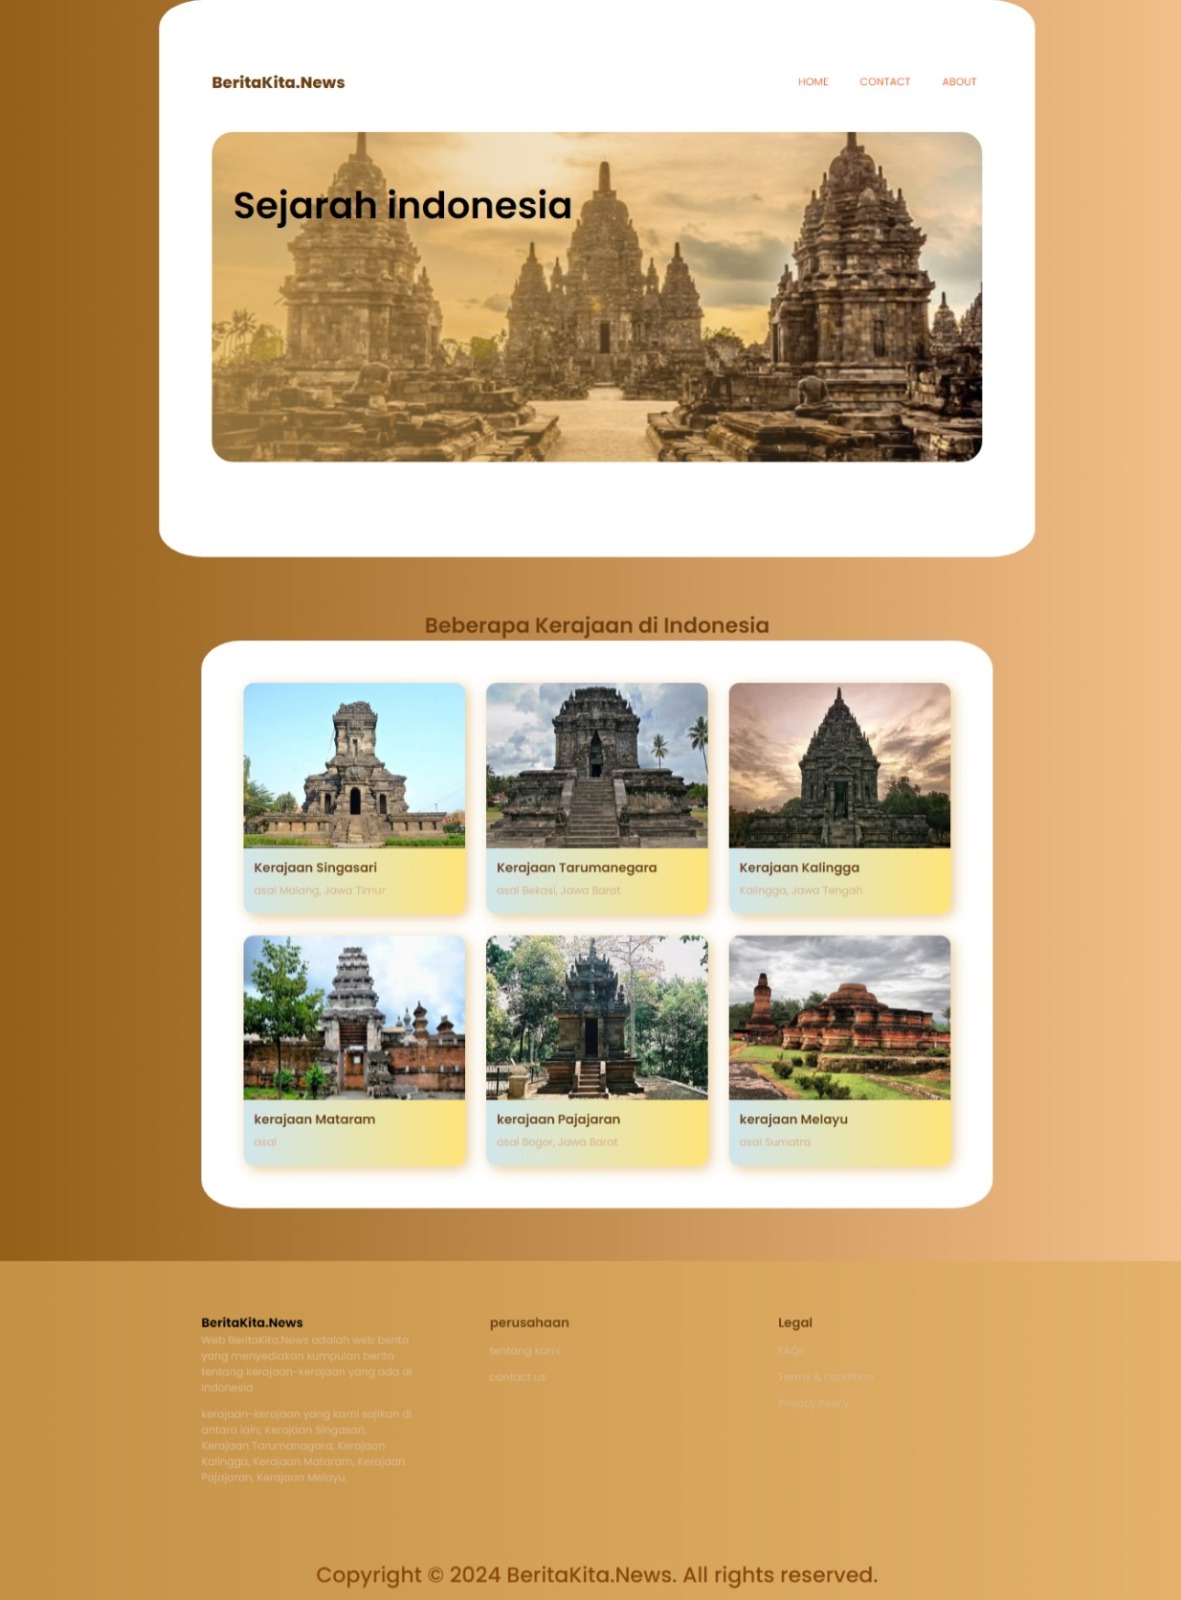 BeritaKita.News
HOME CONTACT ABOUT
Sejarah indonesia
Beberapa Kerajaan di Indonesia
Kerajaan Singasari
asal Malang, Jawa Timur
Kerajaan Tarumanegara
asal Bekasi, Jawa Barat
Kerajaan Kalingga
Kalingga, Jawa Tengah
kerajaan Mataram
asal
kerajaan Pajajaran
asal Bogor, Jawa Barat
kerajaan Melayu
asal Sumatra
BeritaKita.News
Web BeritaKita.News adalah web berita
yang menyediakan kumpulan berita
tentang kerajaan-kerajaan yang ada di
indonesia
kerajaan-kerajaan yang kami sajikan di
antara lain; Kerajaan Singasari,
Kerajaan Tarumanagara, Kerajaan
Kalingga, Kerajaan Mataram, Kerajaan
Pajajaran, Kerajaan Melayu.
perusahaan
tentang kami
contact us
Legal
FAQs
Terms & condition
Privacy Policy
Copyright © 2024 BeritaKita.News. All rights reserved.